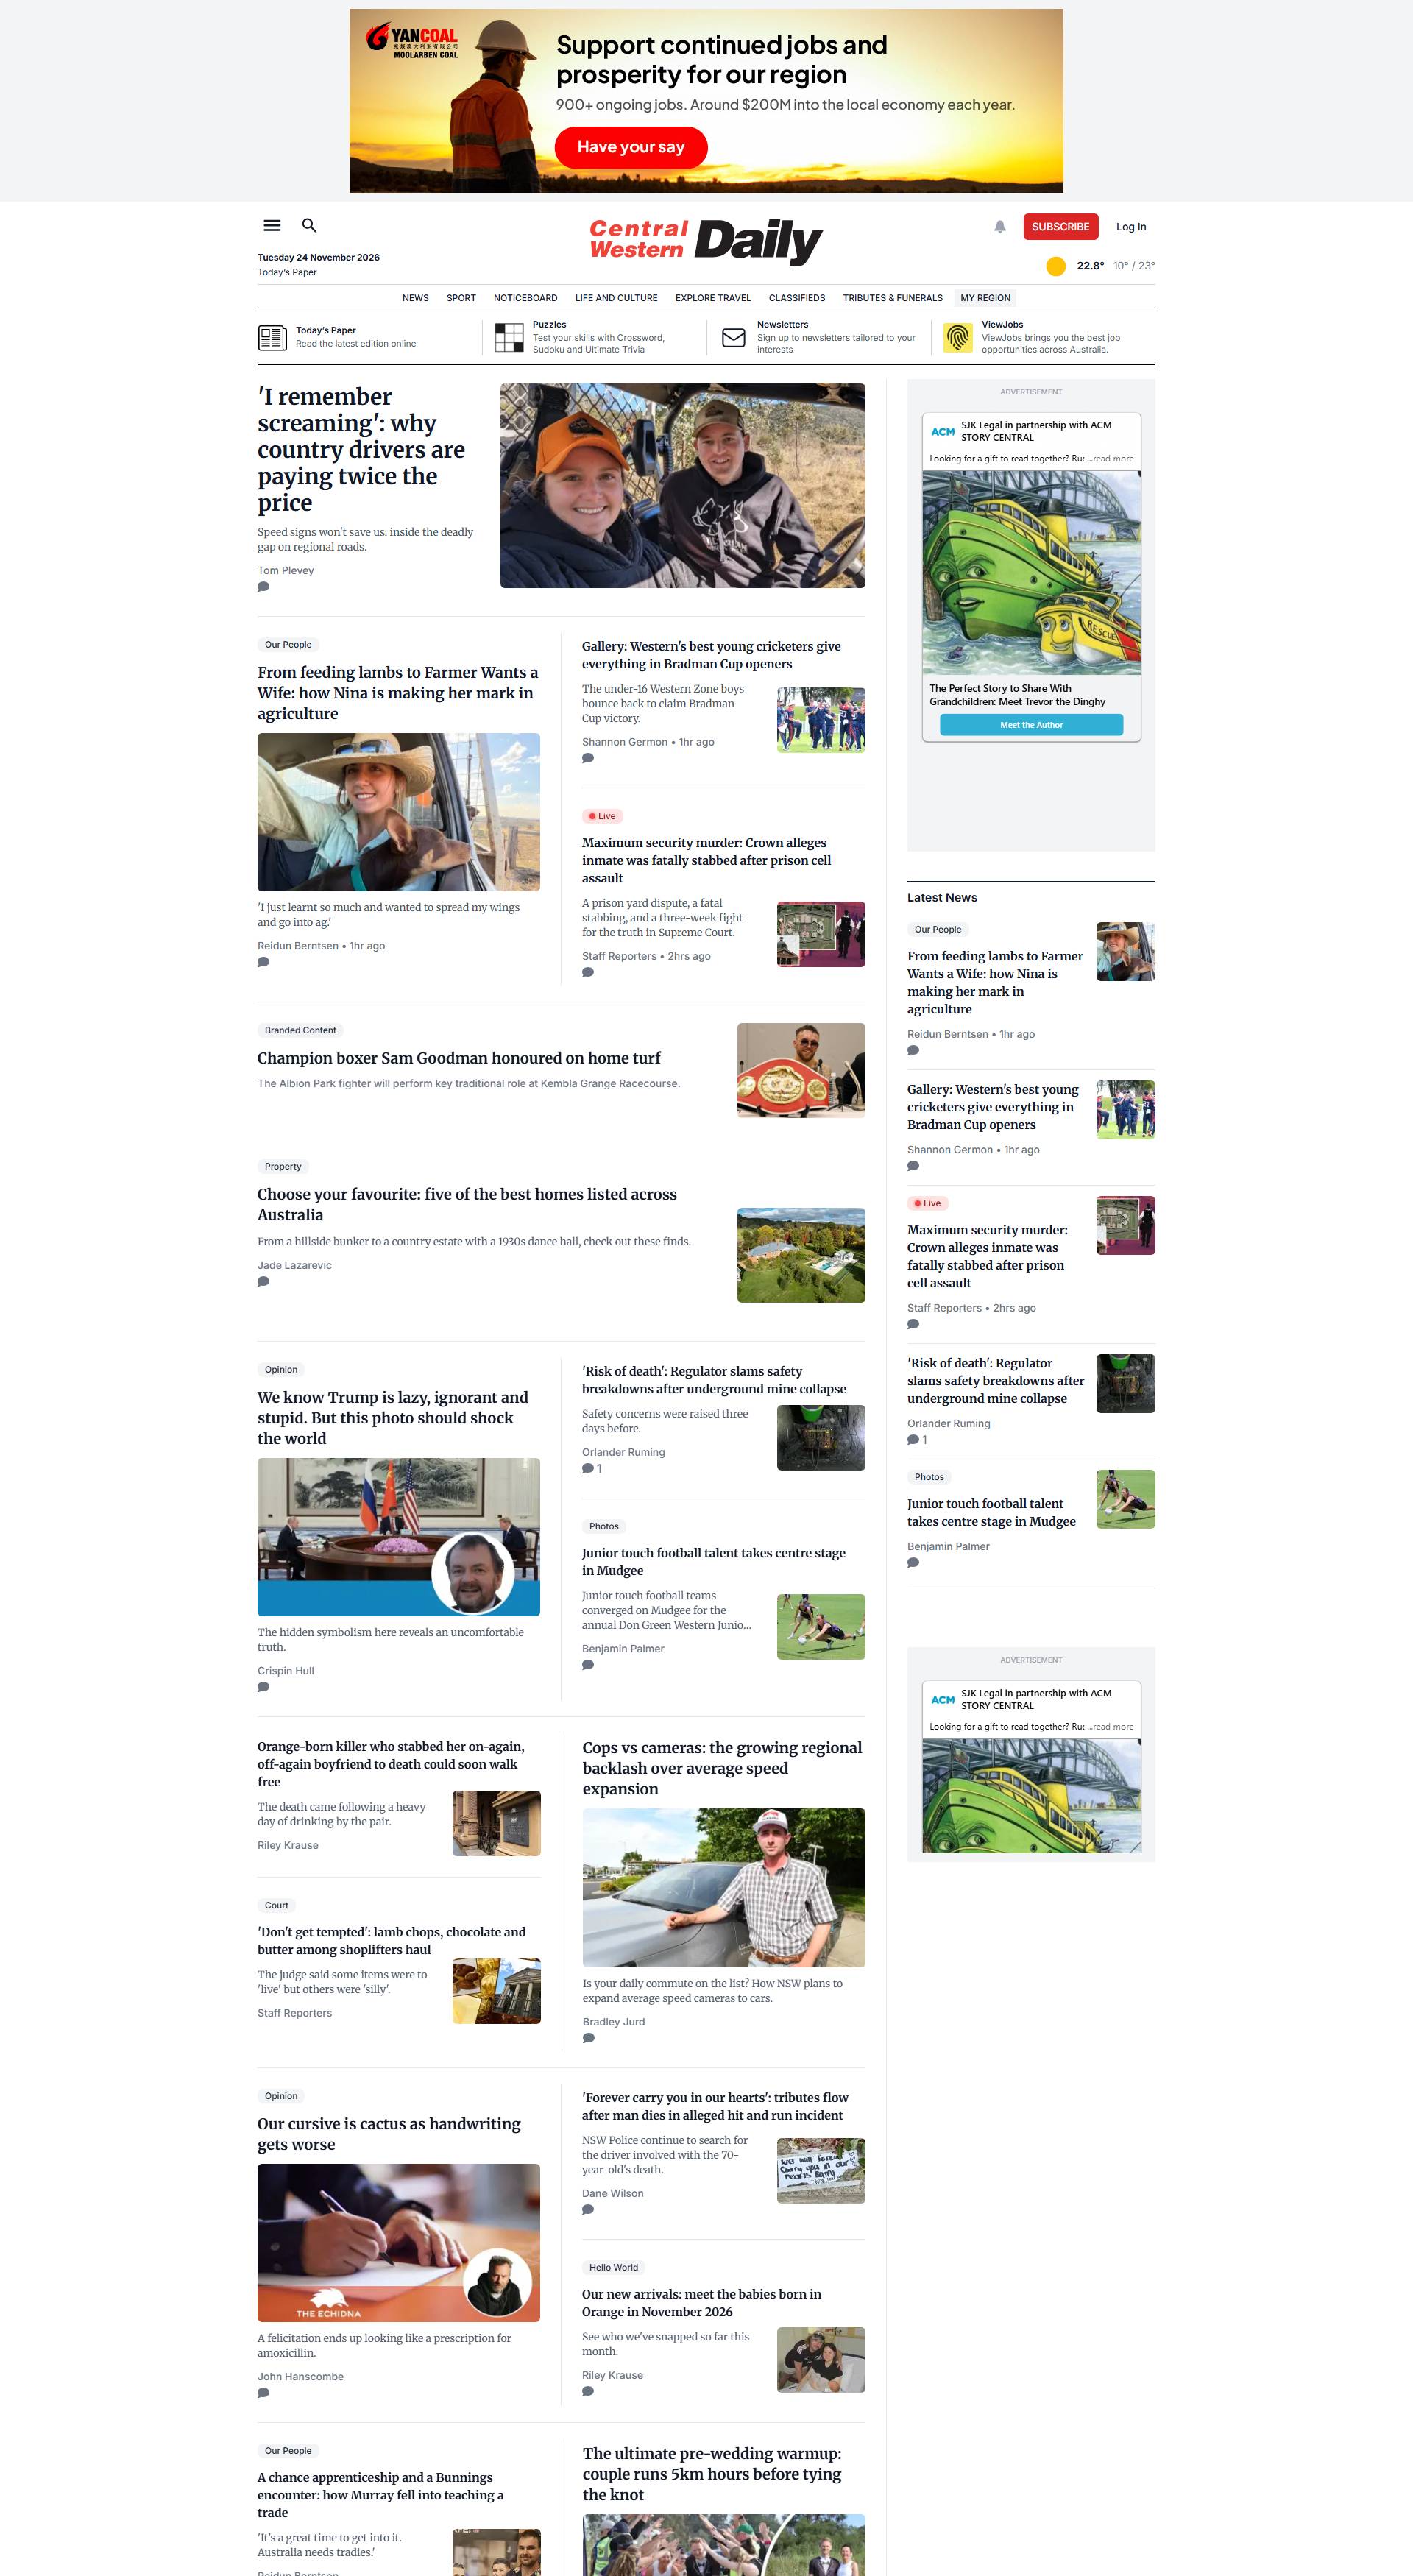 YANCOAL
MOOLARBEN COAL
Support continued jobs and
prosperity for our region
900+ ongoing jobs. Around $200M into the local economy each year.
Have your say
Central
Western Daily
SUBSCRIBE
Log In
Tuesday 24 November 2026
Today's Paper
22.8° 10° / 23°
NEWS SPORT NOTICEBOARD LIFE AND CULTURE EXPLORE TRAVEL CLASSIFIEDS TRIBUTES & FUNERALS MY REGION
Today's Paper
Read the latest edition online
Puzzles
Test your skills with Crossword,
Sudoku and Ultimate Trivia
Newsletters
Sign up to newsletters tailored to your
interests
ViewJobs
ViewJobs brings you the best job
opportunities across Australia.
'I remember
screaming': why
country drivers are
paying twice the
price
Speed signs won't save us: inside the deadly
gap on regional roads.
Tom Plevey
Our People
From feeding lambs to Farmer Wants a
Wife: how Nina is making her mark in
agriculture
'I just learnt so much and wanted to spread my wings
and go into ag.'
Reidun Berntsen • 1hr ago
Gallery: Western's best young cricketers give
everything in Bradman Cup openers
The under-16 Western Zone boys
bounce back to claim Bradman
Cup victory.
Shannon Germon • 1hr ago
Live
Maximum security murder: Crown alleges
inmate was fatally stabbed after prison cell
assault
A prison yard dispute, a fatal
stabbing, and a three-week fight
for the truth in Supreme Court.
Staff Reporters • 2hrs ago
Branded Content
Champion boxer Sam Goodman honoured on home turf
The Albion Park fighter will perform key traditional role at Kembla Grange Racecourse.
Property
Choose your favourite: five of the best homes listed across
Australia
From a hillside bunker to a country estate with a 1930s dance hall, check out these finds.
Jade Lazarevic
Opinion
We know Trump is lazy, ignorant and
stupid. But this photo should shock
the world
The hidden symbolism here reveals an uncomfortable
truth.
Crispin Hull
'Risk of death': Regulator slams safety
breakdowns after underground mine collapse
Safety concerns were raised three
days before.
Orlander Ruming
1
Photos
Junior touch football talent takes centre stage
in Mudgee
Junior touch football teams
converged on Mudgee for the
annual Don Green Western Junio...
Benjamin Palmer
Orange-born killer who stabbed her on-again,
off-again boyfriend to death could soon walk
free
The death came following a heavy
day of drinking by the pair.
Riley Krause
Court
'Don't get tempted': lamb chops, chocolate and
butter among shoplifters haul
The judge said some items were to
'live' but others were 'silly'.
Staff Reporters
Cops vs cameras: the growing regional
backlash over average speed
expansion
Is your daily commute on the list? How NSW plans to
expand average speed cameras to cars.
Bradley Jurd
Opinion
Our cursive is cactus as handwriting
gets worse
THE ECHIDNA
A felicitation ends up looking like a prescription for
amoxicillin.
John Hanscombe
'Forever carry you in our hearts': tributes flow
after man dies in alleged hit and run incident
NSW Police continue to search for
the driver involved with the 70-
year-old's death.
Dane Wilson
we will forever
Carry you in our
hearts Barry
Hello World
Our new arrivals: meet the babies born in
Orange in November 2026
See who we've snapped so far this
month.
Riley Krause
Our People
A chance apprenticeship and a Bunnings
encounter: how Murray fell into teaching a
trade
'It's a great time to get into it.
Australia needs tradies.'
Reidun Berntsen
The ultimate pre-wedding warmup:
couple runs 5km hours before tying
the knot
ADVERTISEMENT
ACM
SJK Legal in partnership with ACM
STORY CENTRAL
Looking for a gift to read together? Ruc ...read more
RESCUE
The Perfect Story to Share With
Grandchildren: Meet Trevor the Dinghy
Meet the Author
Latest News
Our People
From feeding lambs to Farmer
Wants a Wife: how Nina is
making her mark in
agriculture
Reidun Berntsen • 1hr ago
Gallery: Western's best young
cricketers give everything in
Bradman Cup openers
Shannon Germon • 1hr ago
Live
Maximum security murder:
Crown alleges inmate was
fatally stabbed after prison
cell assault
Staff Reporters • 2hrs ago
'Risk of death': Regulator
slams safety breakdowns after
underground mine collapse
Orlander Ruming
1
Photos
Junior touch football talent
takes centre stage in Mudgee
Benjamin Palmer
ADVERTISEMENT
ACM
SJK Legal in partnership with ACM
STORY CENTRAL
Looking for a gift to read together? Ruc ...read more